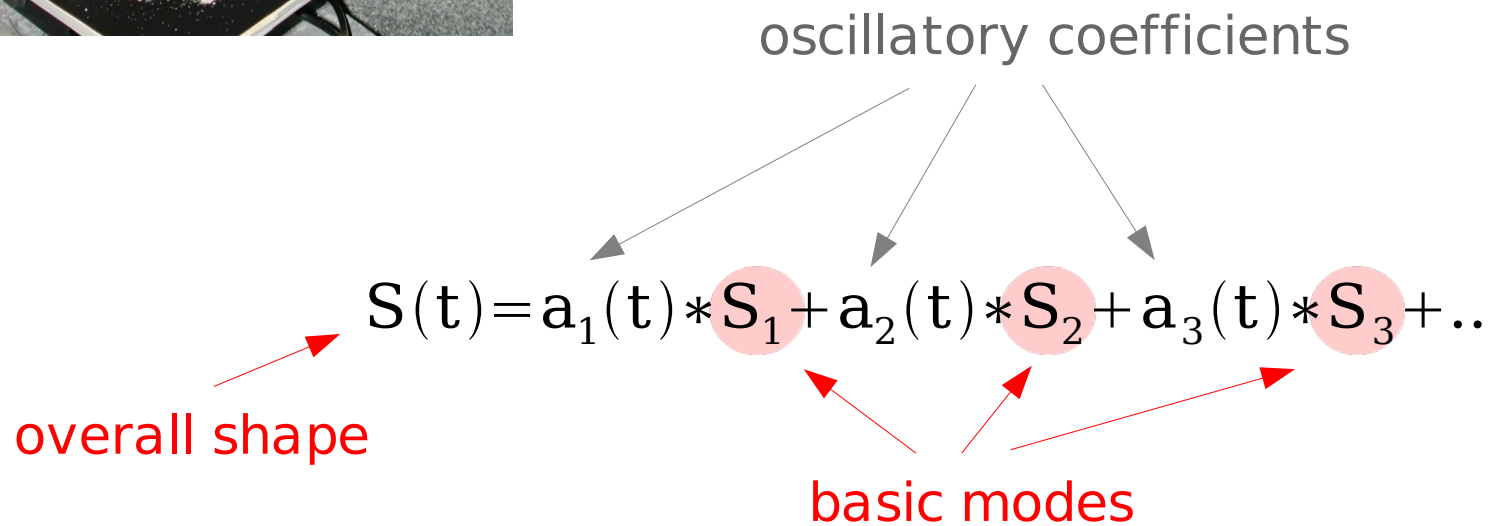 oscillatory coefficients
S(t)=a₁(t)*S₁+a₂(t)*S₂+a₃(t)*S₃+..
overall shape
basic modes